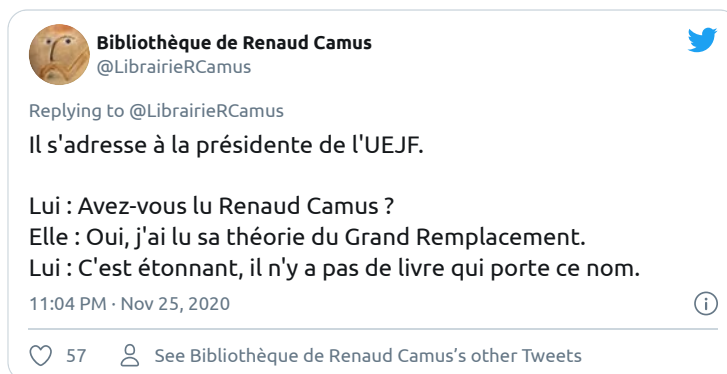 Bibliothèque de Renaud Camus
@LibrairieRCamus
Replying to @LibrairieRCamus
Il s'adresse à la présidente de l'UEJF.
Lui : Avez-vous lu Renaud Camus ?
Elle : Oui, j'ai lu sa théorie du Grand Remplacement.
Lui : C'est étonnant, il n'y a pas de livre qui porte ce nom.
11:04 PM · Nov 25, 2020
57 See Bibliothèque de Renaud Camus’s other Tweets